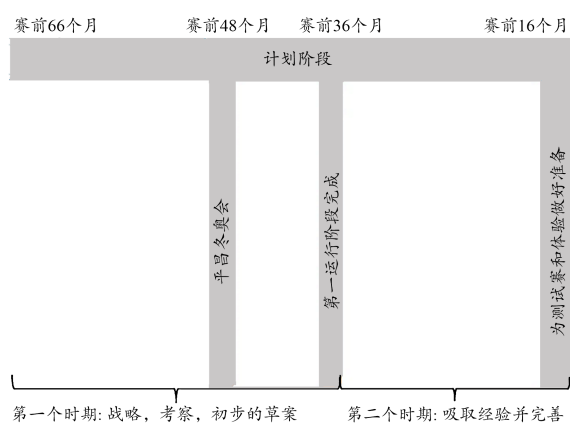 赛前66个月 赛前48个月 赛前36个月 赛前16个月
计划阶段
平昌冬奥会
第一运行阶段完成
为测试赛和体验做好准备
第一个时期: 战略，考察，初步的草案 第二个时期: 吸取经验并完善